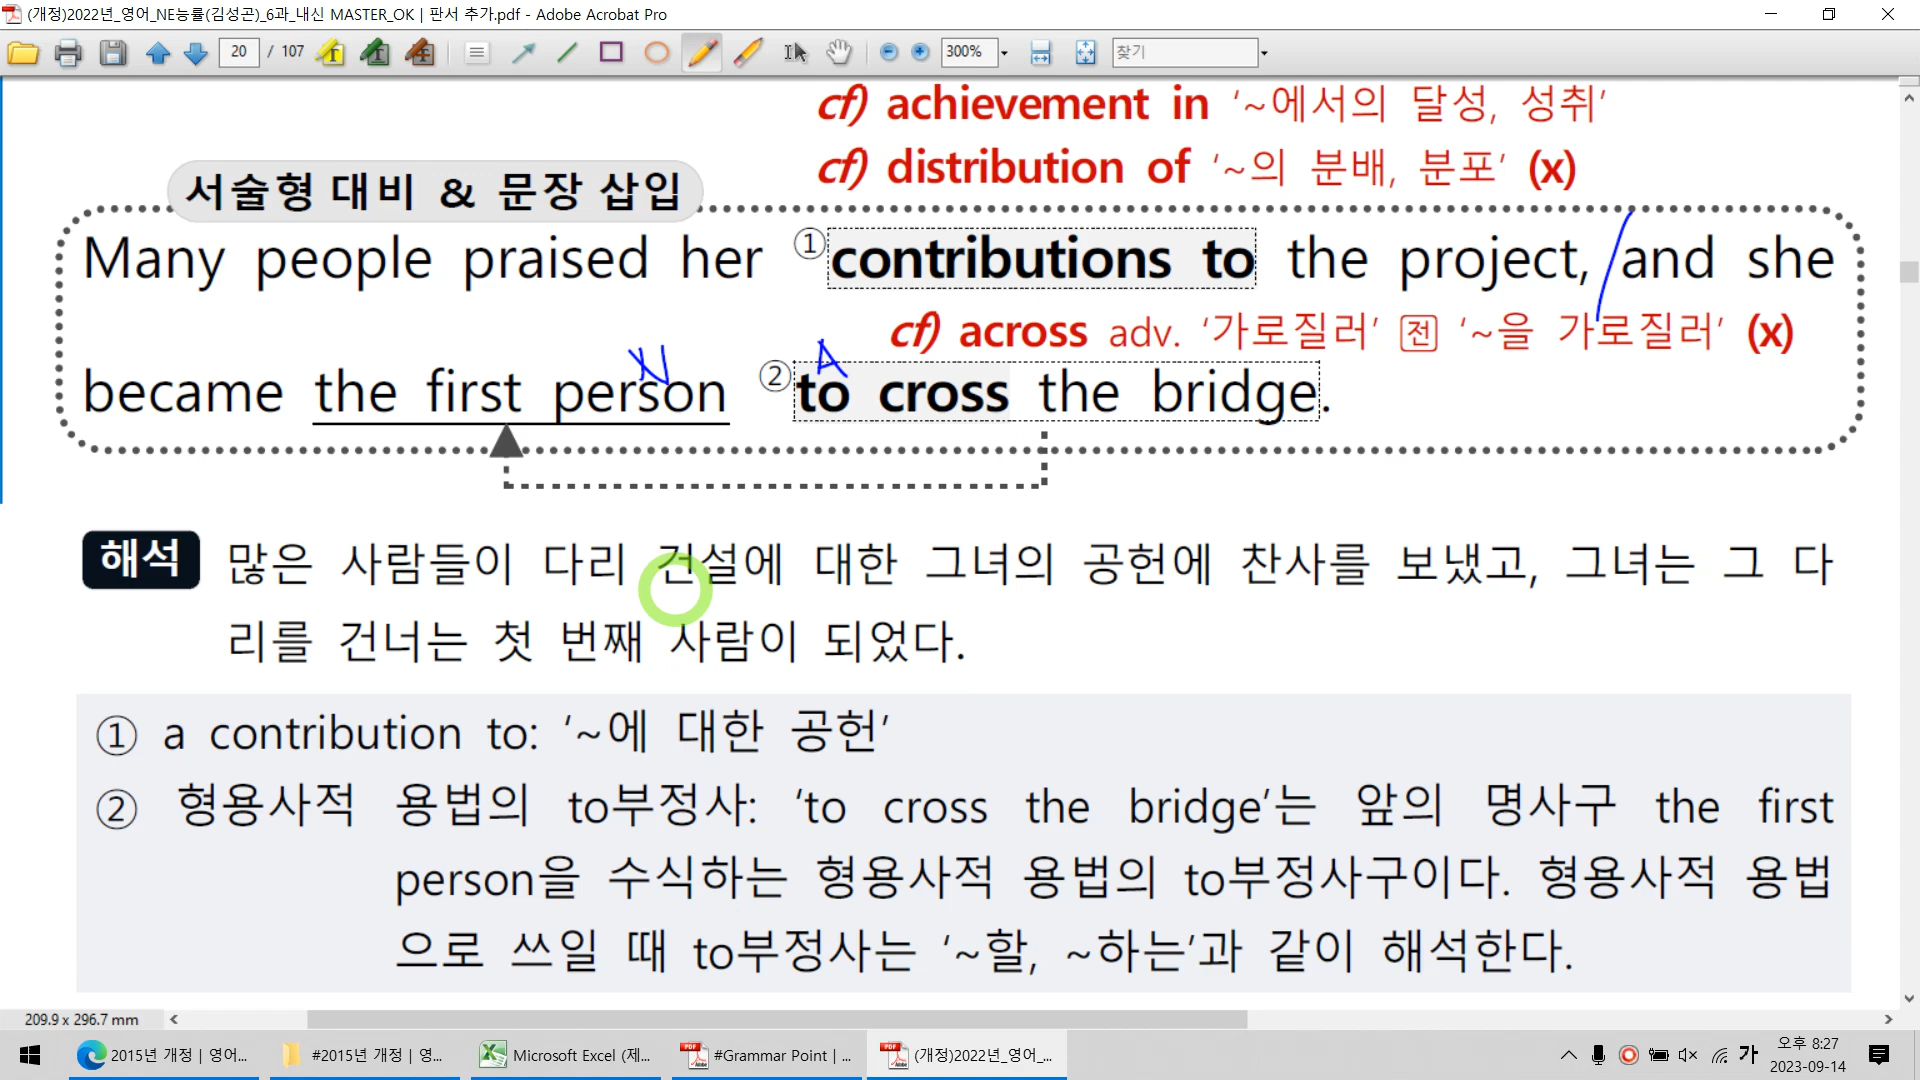 (개정)2022년_영어_NE능률(김성곤)_6과_내신 MASTER_OK | 판서 추가.pdf - Adobe Acrobat Pro
20 / 107 300% 찾기
cf) achievement in ‘~에서의 달성, 성취’
cf) distribution of ‘~의 분배, 분포’ (x)
서술형 대비 & 문장 삽입
Many people praised her ①contributions to the project, and she
cf) across adv. ‘가로질러’ 전 ‘~을 가로질러’ (x)
N A
became the first person ②to cross the bridge.
해석 많은 사람들이 다리 건설에 대한 그녀의 공헌에 찬사를 보냈고, 그녀는 그 다
리를 건너는 첫 번째 사람이 되었다.
① a contribution to: ‘~에 대한 공헌’
② 형용사적 용법의 to부정사: ‘to cross the bridge’는 앞의 명사구 the first
person을 수식하는 형용사적 용법의 to부정사구이다. 형용사적 용법
으로 쓰일 때 to부정사는 ‘~할, ~하는’과 같이 해석한다.
209.9 x 296.7 mm
2015년 개정 | 영어... #2015년 개정 | 영... Microsoft Excel (제... #Grammar Point | ... (개정)2022년_영어_... 가 오후 8:27
2023-09-14